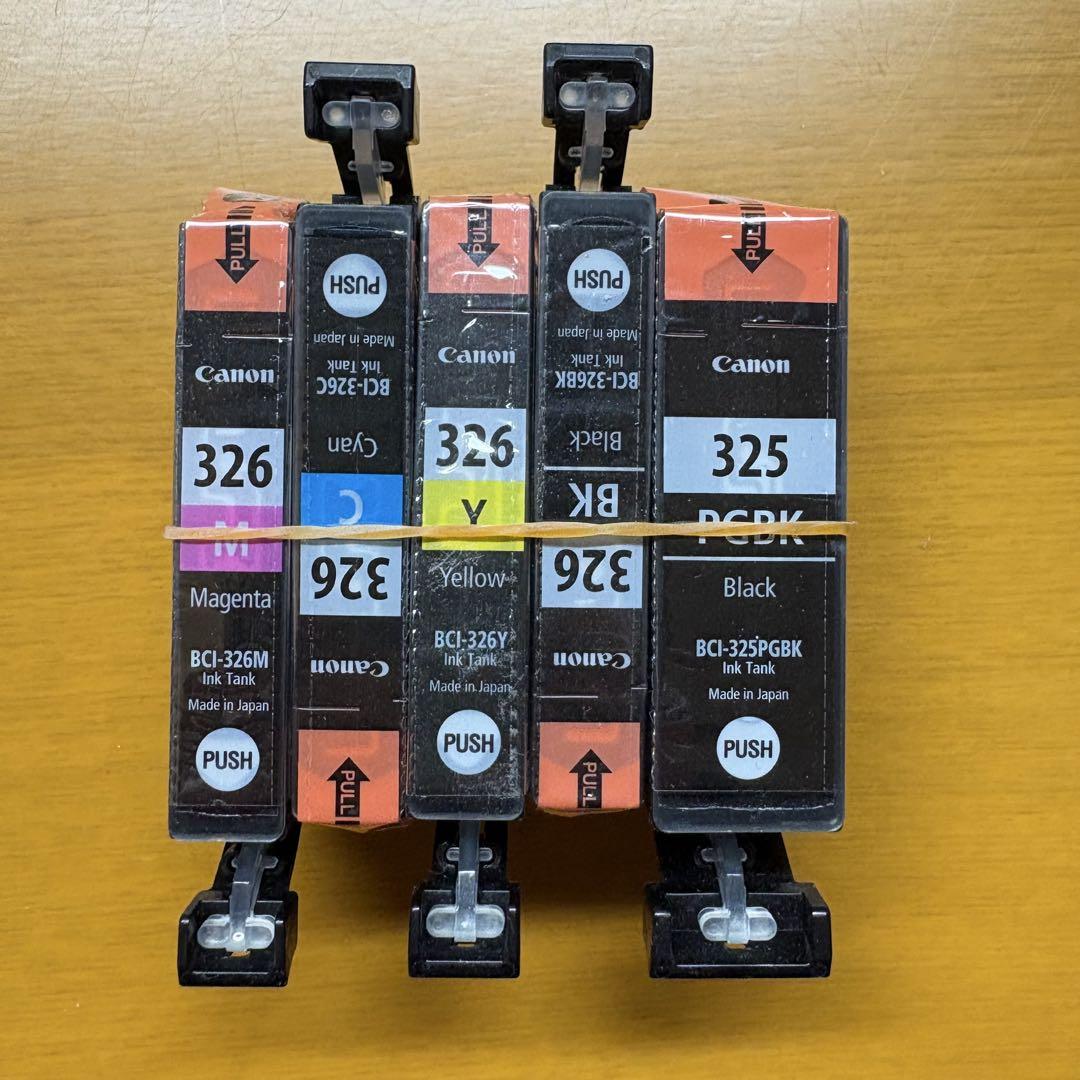 PULL
Canon
326
M
Magenta
BCI-326M
Ink Tank
Made in Japan
PUSH
PULL
Canon
326
C
Cyan
BCI-326C
Ink Tank
Made in Japan
PUSH
PULL
Canon
326
Y
Yellow
BCI-326Y
Ink Tank
Made in Japan
PUSH
PULL
Canon
326
BK
Black
BCI-326BK
Ink Tank
Made in Japan
PUSH
PULL
Canon
325
PGBK
Black
BCI-325PGBK
Ink Tank
Made in Japan
PUSH